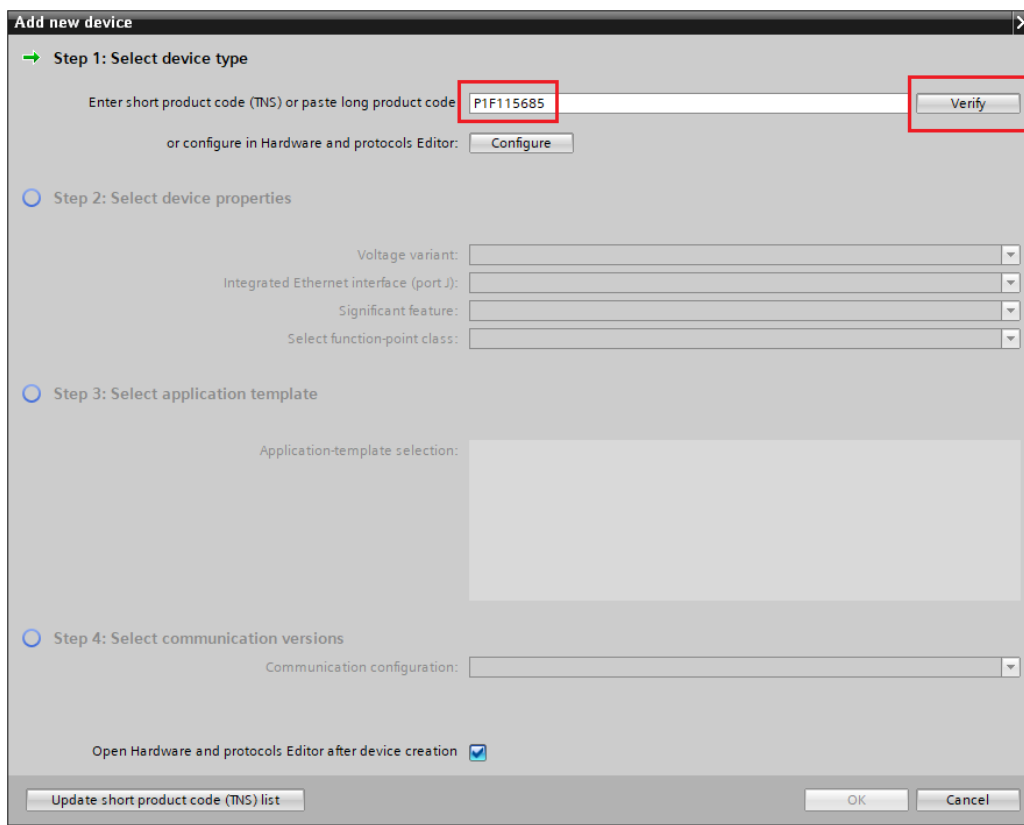 Add new device
Step 1: Select device type
Enter short product code (TNS) or paste long product code P1F115685 Verify
or configure in Hardware and protocols Editor: Configure
Step 2: Select device properties
Voltage variant:
Integrated Ethernet interface (port J):
Significant feature:
Select function-point class:
Step 3: Select application template
Application-template selection:
Step 4: Select communication versions
Communication configuration:
Open Hardware and protocols Editor after device creation
Update short product code (TNS) list OK Cancel